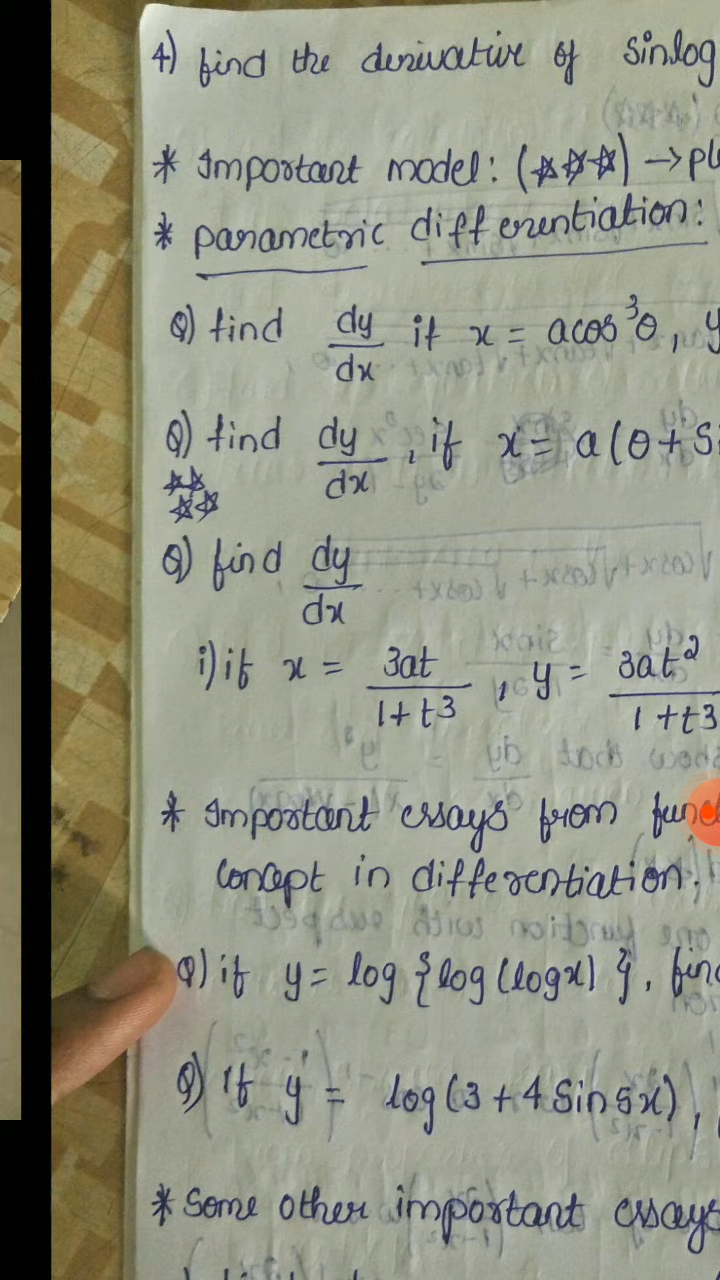 4) find the derivative of sinlog
* Important model: (☆☆☆) → pl
* parametric differentiation:
Q) find dy/dx if x = acos³θ, y
Q) find dy/dx, if x = a(θ + Si
☆☆
☆☆
Q) find dy/dx
i) if x = 3at/1+t³, y = 3at²/1+t³
* Important essays from func
concept in differentiation.
Q) if y = log {log (logx) }, find
Q) If y = log (3 + 4 Sin 5x),
* Some other important essays